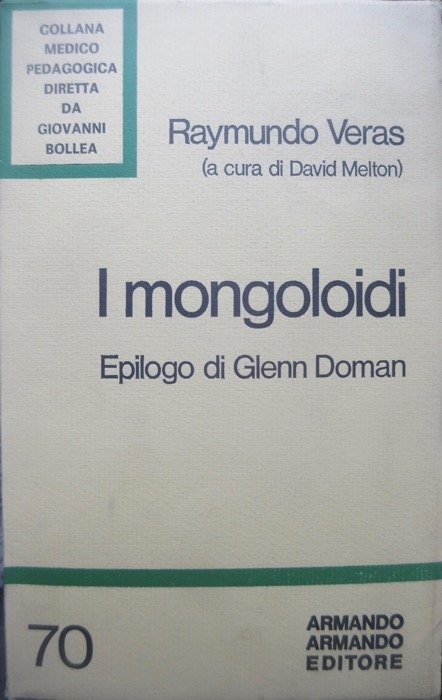 COLLANA
MEDICO
PEDAGOGICA
DIRETTA
DA
GIOVANNI
BOLLEA
Raymundo Veras
(a cura di David Melton)
I mongoloidi
Epilogo di Glenn Doman
70
ARMANDO
ARMANDO
EDITORE